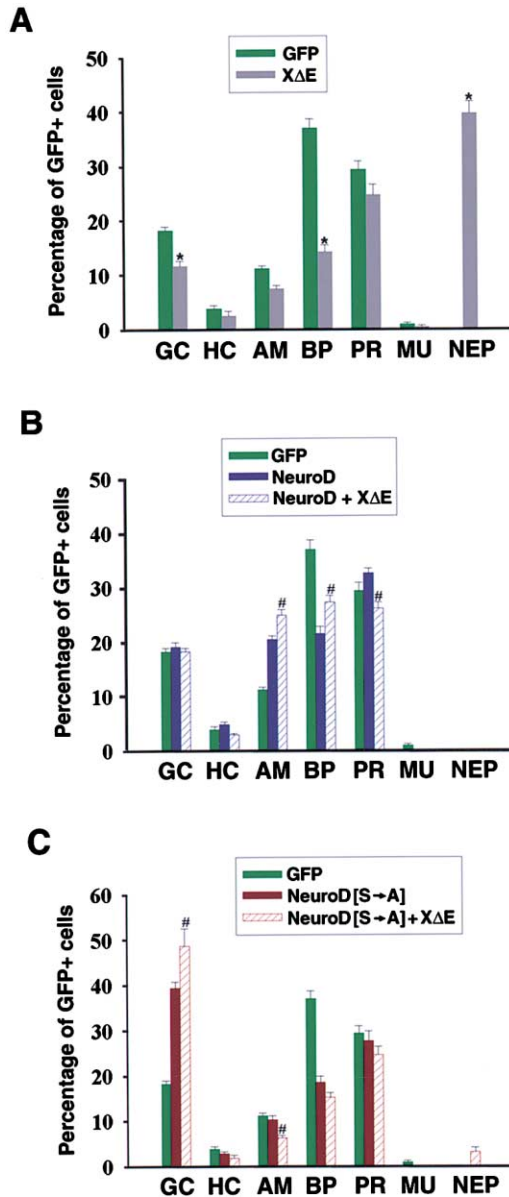 A
GFP
XΔE
Percentage of GFP+ cells
50
40
30
20
10
0
* * *
GC HC AM BP PR MU NEP
B
GFP
NeuroD
NeuroD + XΔE
Percentage of GFP+ cells
50
40
30
20
10
0
# # #
GC HC AM BP PR MU NEP
C
GFP
NeuroD[S→A]
NeuroD[S→A]+XΔE
Percentage of GFP+ cells
60
50
40
30
20
10
0
# #
GC HC AM BP PR MU NEP